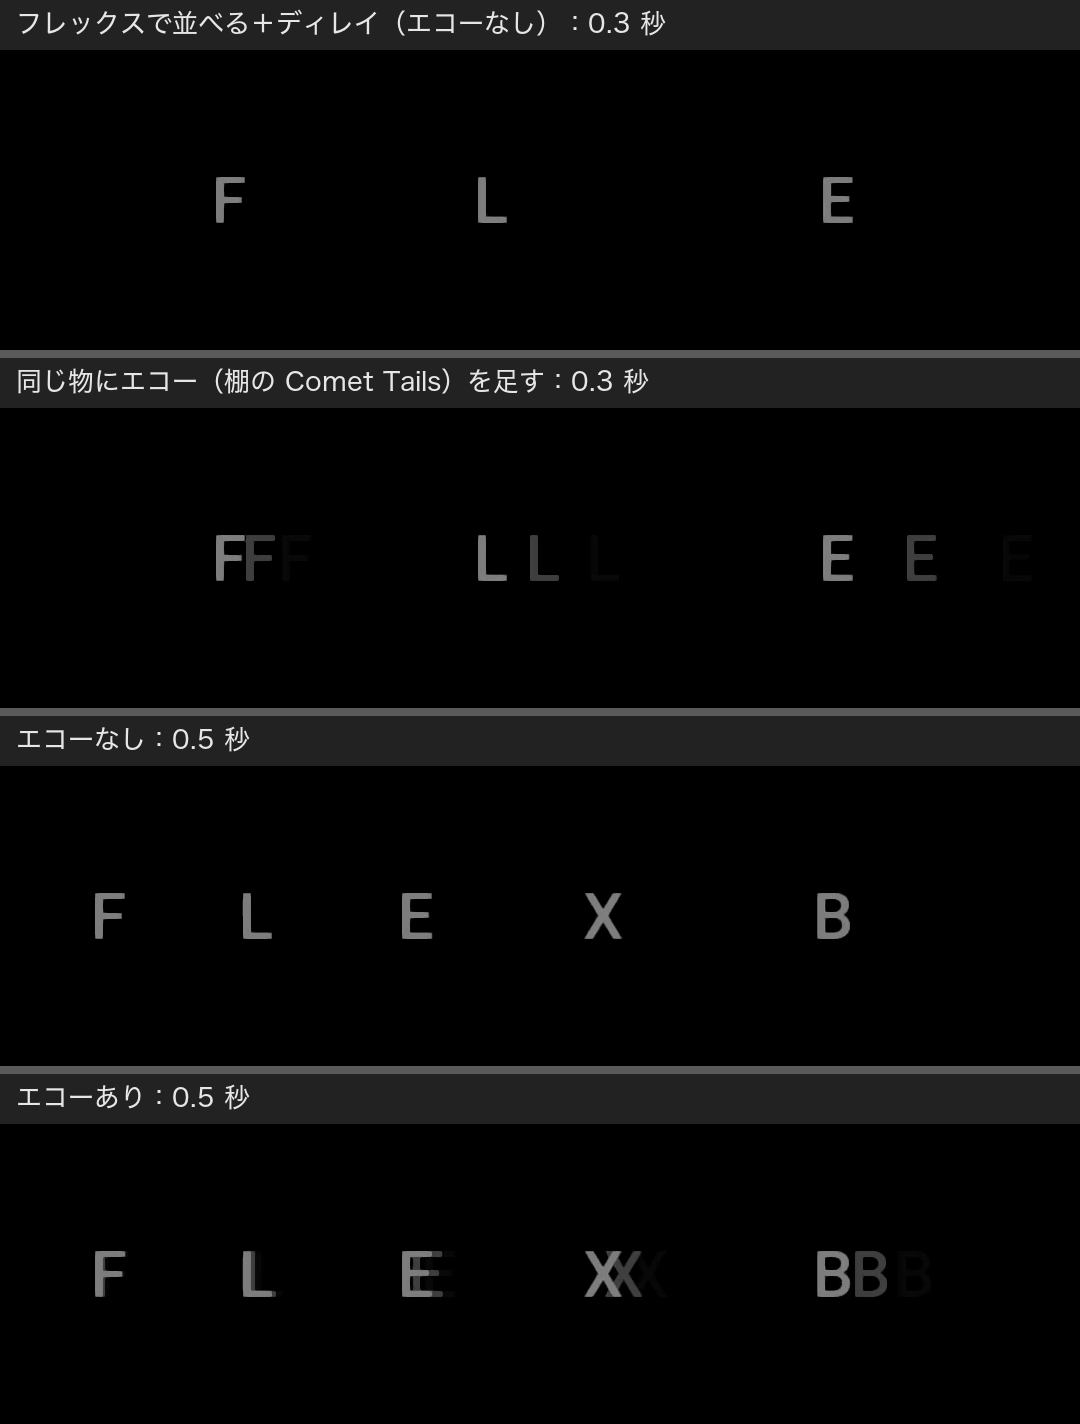 フレックスで並べる＋ディレイ（エコーなし）：0.3 秒
F L E
同じ物にエコー（棚の Comet Tails）を足す：0.3 秒
F F F L L L E E E
エコーなし：0.5 秒
F L E X B
エコーあり：0.5 秒
F L L E E E X X X B B B